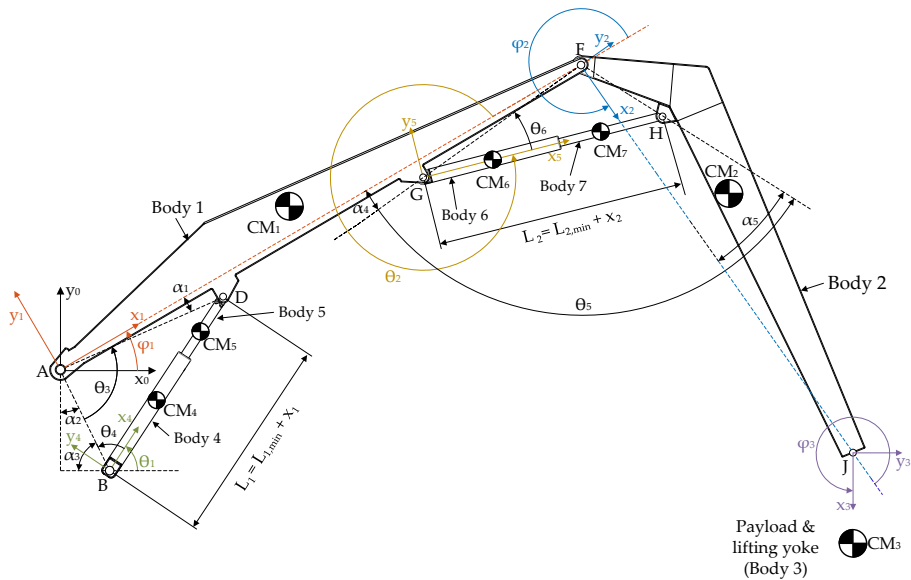 φ₂
F
y₂
x₂
H
y₅
θ₆
CM₇
x₅
CM₆
G
Body 7
Body 6
CM₂
α₅
Body 1
CM₁
α₄
L₂= L₂,min + x₂
θ₂
Body 2
θ₅
y₀
α₁
D
y₁
x₁
Body 5
φ₁
CM₅
A
x₀
θ₃
CM₄
α₂
x₄
θ₄
Body 4
y₄
α₃
θ₁
L₁= L₁,min + x₁
B
φ₃
J
y₃
x₃
Payload &
lifting yoke
(Body 3)
CM₃